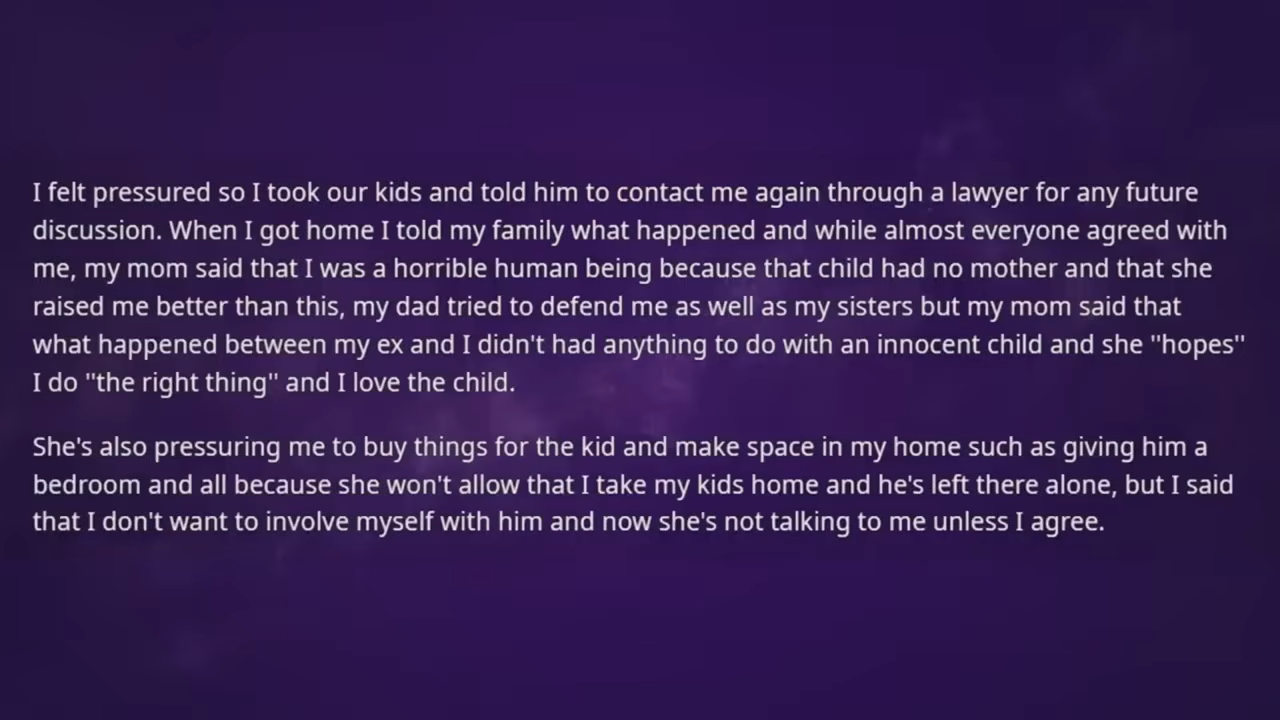 I felt pressured so I took our kids and told him to contact me again through a lawyer for any future
discussion. When I got home I told my family what happened and while almost everyone agreed with
me, my mom said that I was a horrible human being because that child had no mother and that she
raised me better than this, my dad tried to defend me as well as my sisters but my mom said that
what happened between my ex and I didn't had anything to do with an innocent child and she ''hopes''
I do ''the right thing'' and I love the child.
She's also pressuring me to buy things for the kid and make space in my home such as giving him a
bedroom and all because she won't allow that I take my kids home and he's left there alone, but I said
that I don't want to involve myself with him and now she's not talking to me unless I agree.